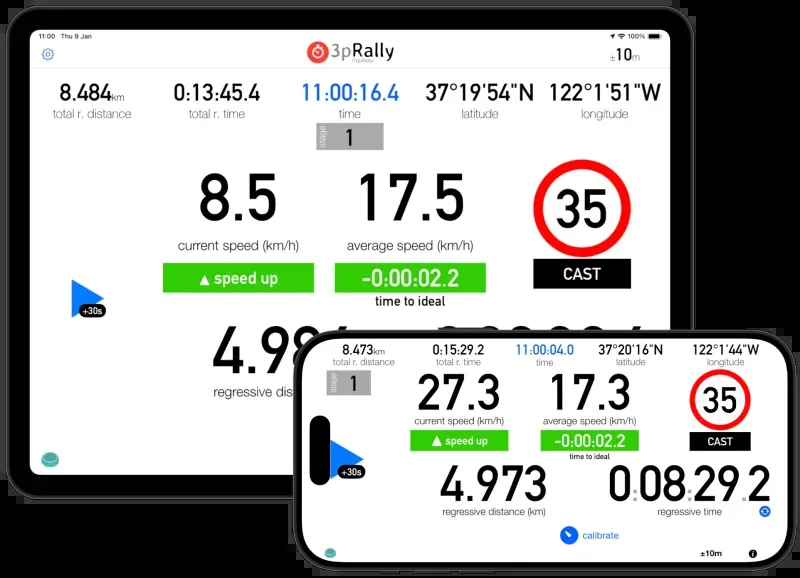 11:00 Thu 9 Jan
100%
3pRally
±10m
8.484km
total r. distance
0:13:45.4
total r. time
11:00:16.4
time
37°19'54"N
latitude
122°1'51"W
longitude
stage 1
8.5
current speed (km/h)
▲ speed up
17.5
average speed (km/h)
-0:00:02.2
time to ideal
35
CAST
+30s
regressive dis
8.473km
total r. distance
0:15:29.2
total r. time
11:00:04.0
time
37°20'16"N
latitude
122°1'44"W
longitude
stage 1
27.3
current speed (km/h)
▲ speed up
17.3
average speed (km/h)
-0:00:02.2
time to ideal
35
CAST
+30s
4.973
regressive distance (km)
0:08:29.2
regressive time
calibrate
±10m